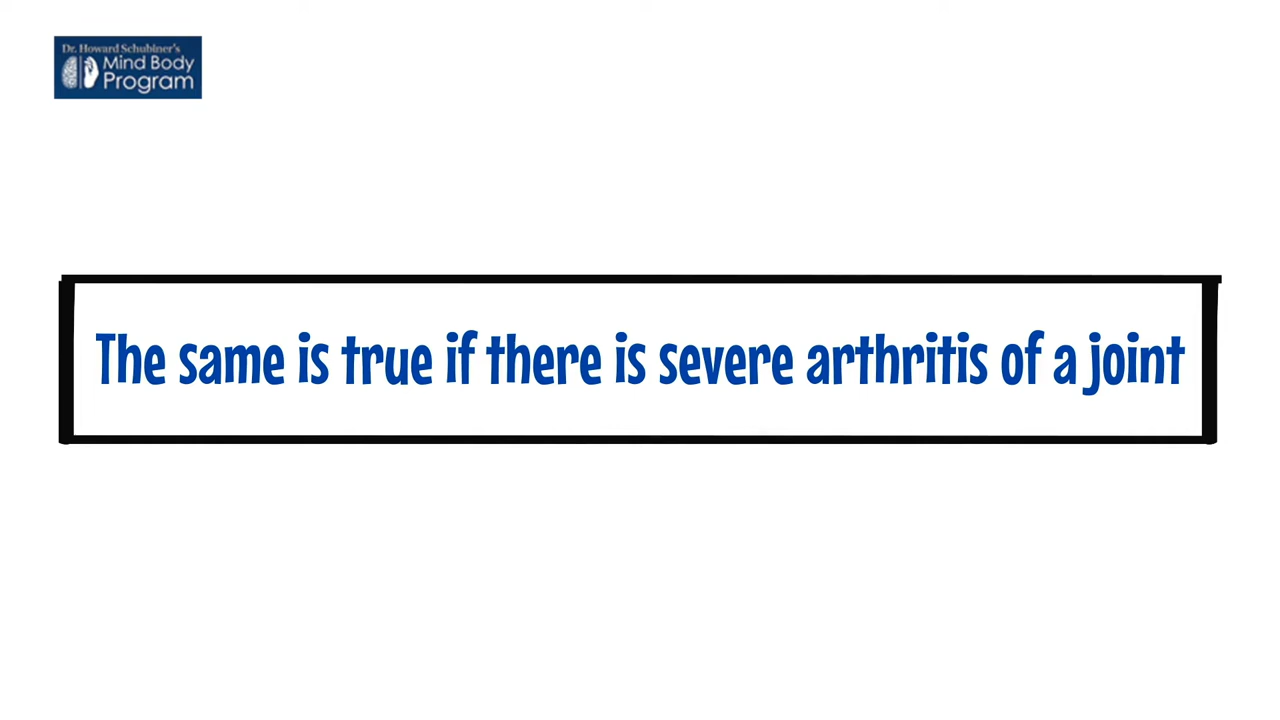 Dr. Howard Schubiner's
Mind Body
Program
The same is true if there is severe arthritis of a joint